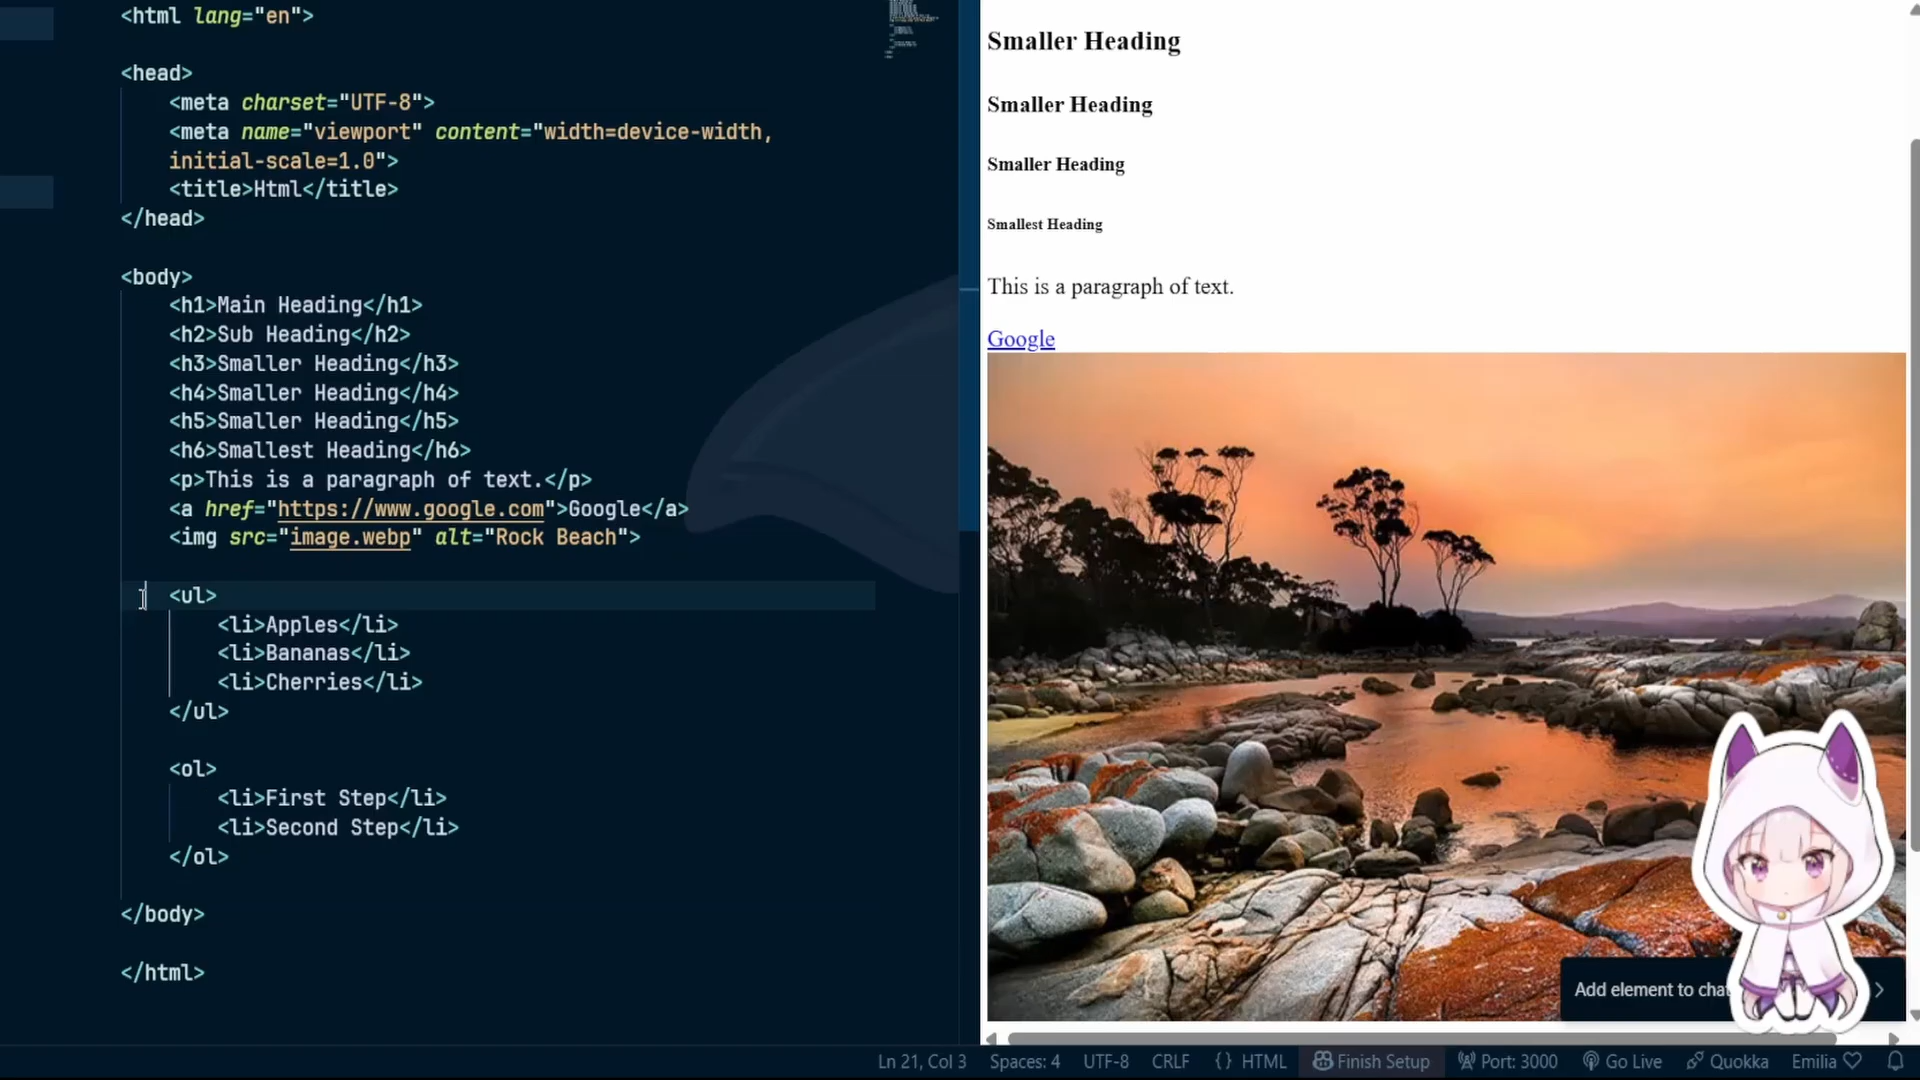 <html lang="en">
<head>
<meta charset="UTF-8">
<meta name="viewport" content="width=device-width,
initial-scale=1.0">
<title>Html</title>
</head>
<body>
<h1>Main Heading</h1>
<h2>Sub Heading</h2>
<h3>Smaller Heading</h3>
<h4>Smaller Heading</h4>
<h5>Smaller Heading</h5>
<h6>Smallest Heading</h6>
<p>This is a paragraph of text.</p>
<a href="https://www.google.com">Google</a>
<img src="image.webp" alt="Rock Beach">
<ul>
<li>Apples</li>
<li>Bananas</li>
<li>Cherries</li>
</ul>
<ol>
<li>First Step</li>
<li>Second Step</li>
</ol>
</body>
</html>
Smaller Heading
Smaller Heading
Smaller Heading
Smallest Heading
This is a paragraph of text.
Google
Add element to chat
Ln 21, Col 3 Spaces: 4 UTF-8 CRLF {} HTML Finish Setup Port: 3000 Go Live Quokka Emilia